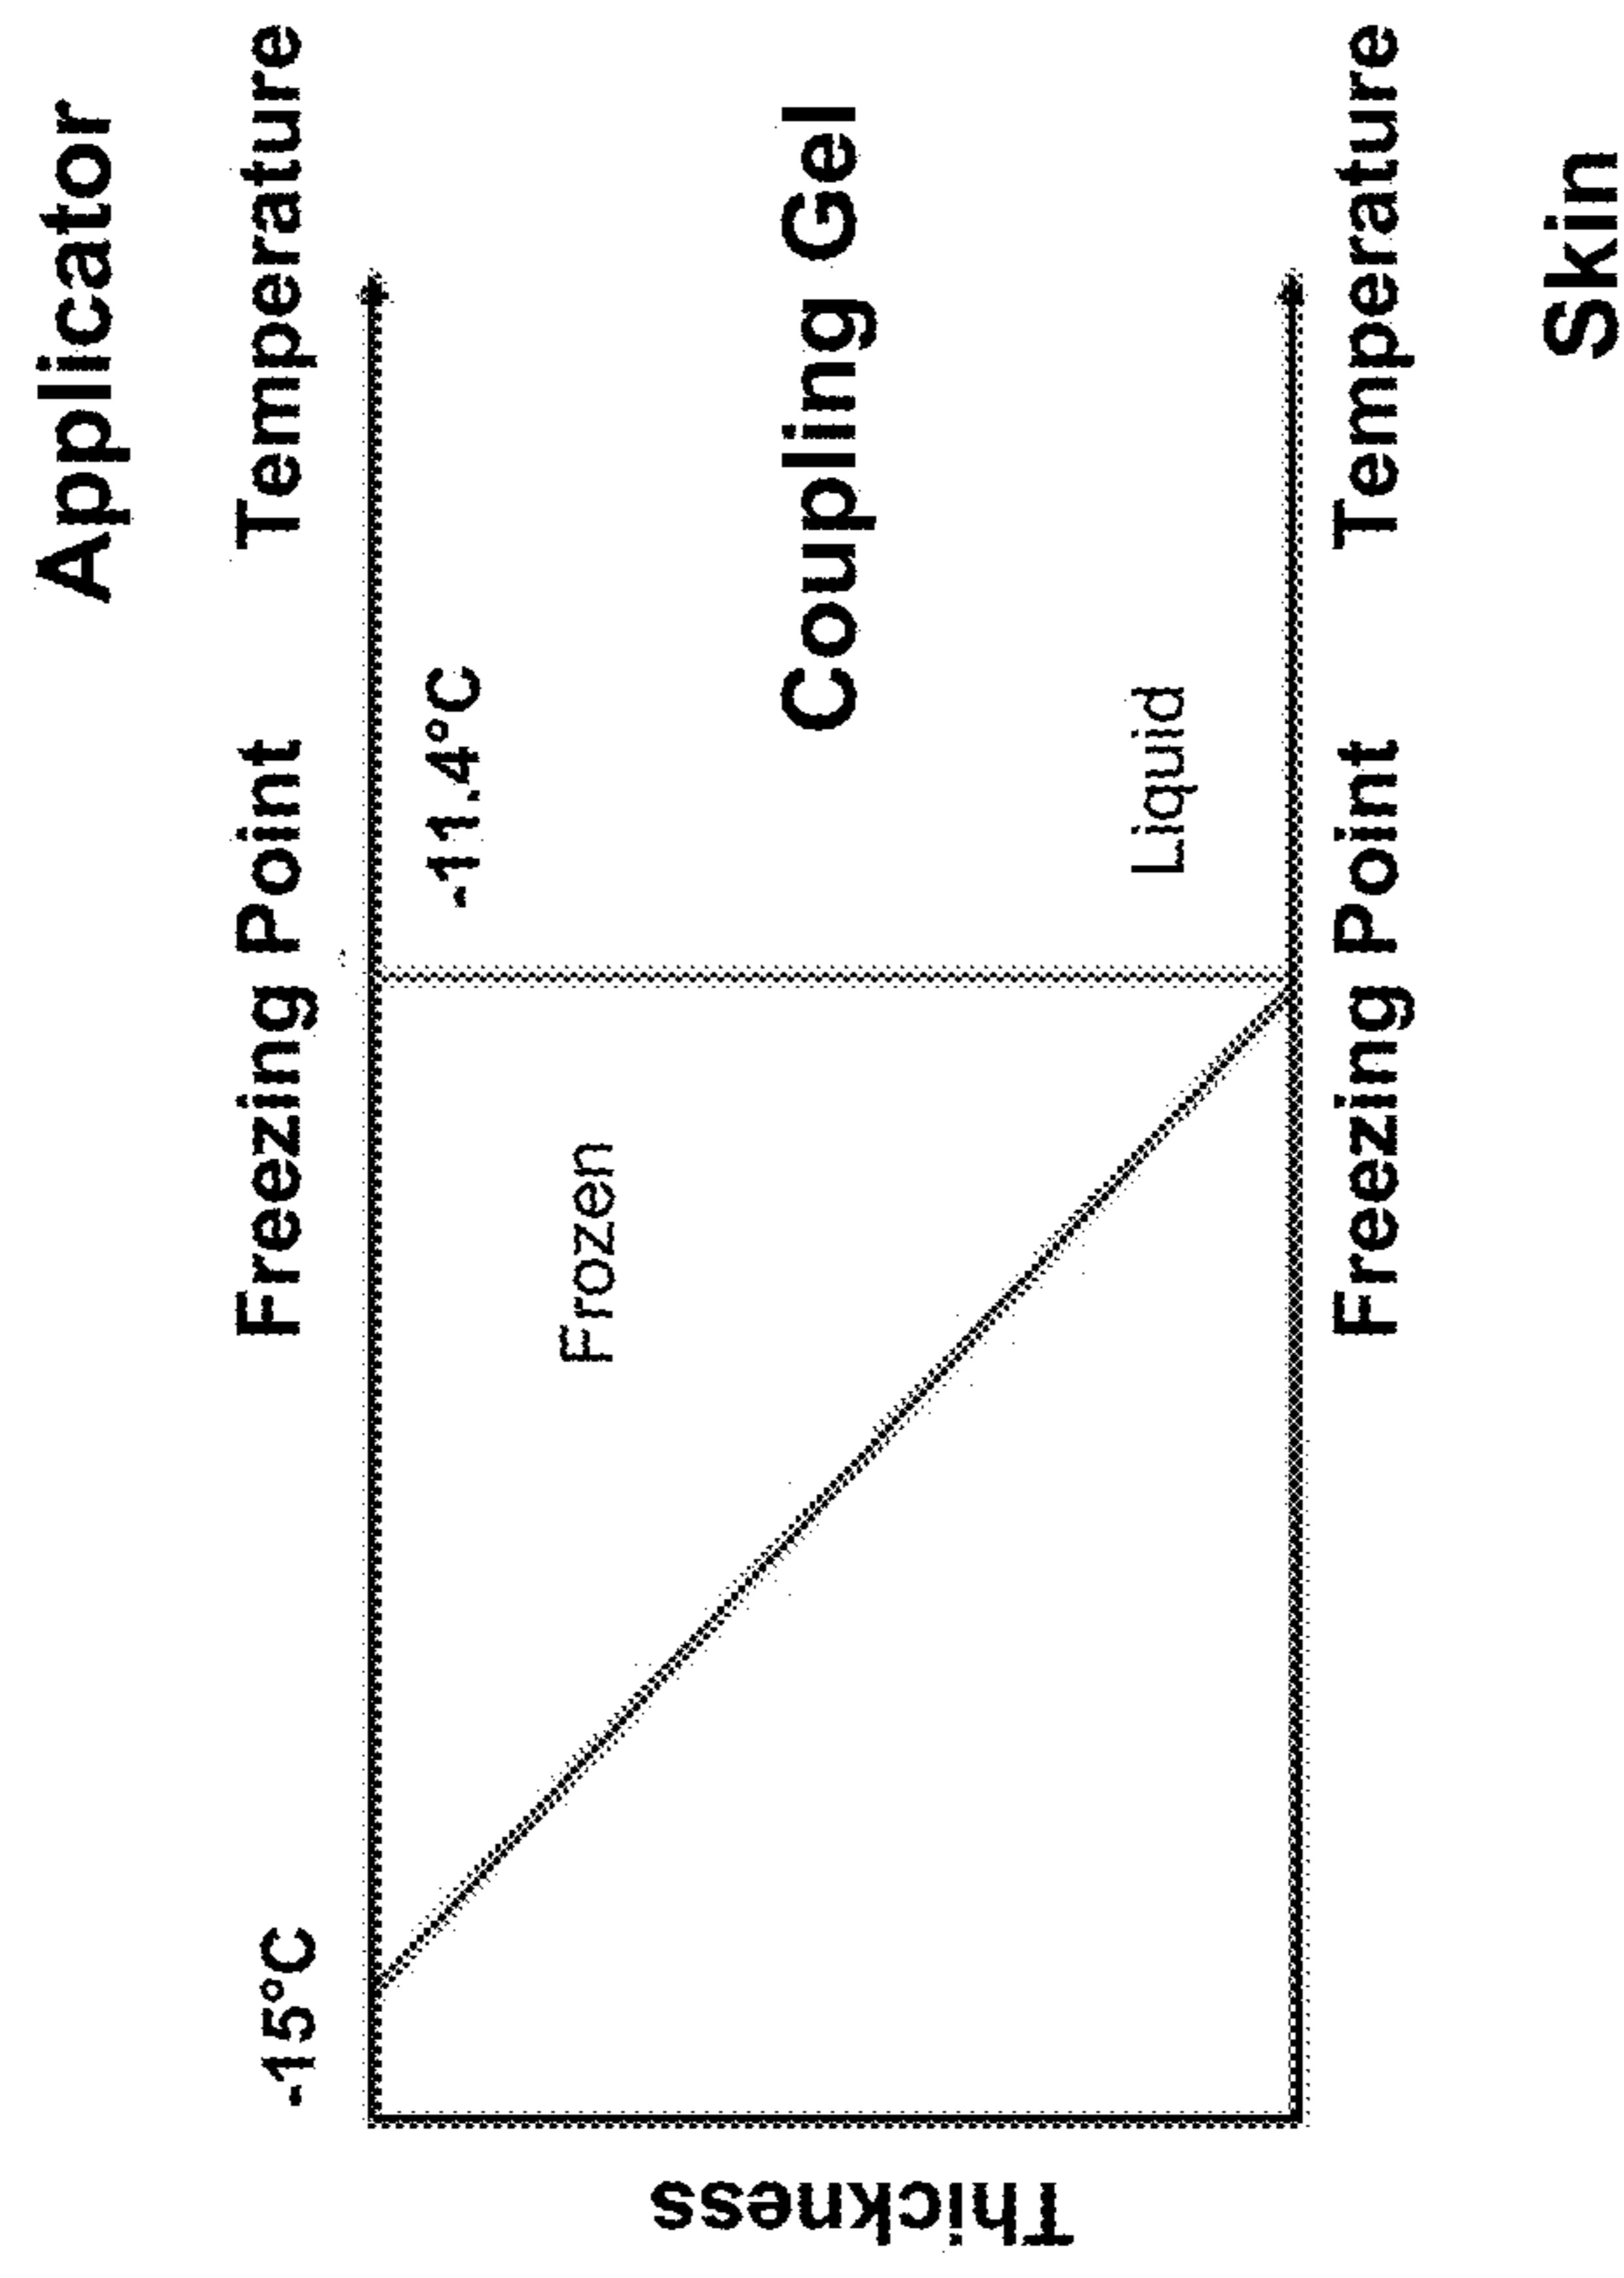 Applicator
Freezing Point Temperature
-15°C
-11.4°C
Frozen
Coupling Gel
Liquid
Thickness
Freezing Point Temperature
Skin